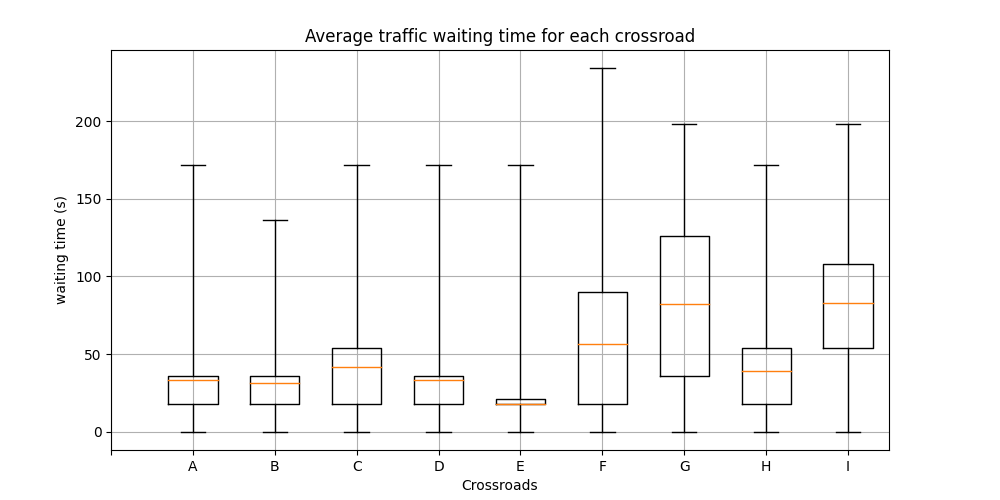 Average traffic waiting time for each crossroad
waiting time (s)
200
150
100
50
0
A B C D E F G H I
Crossroads